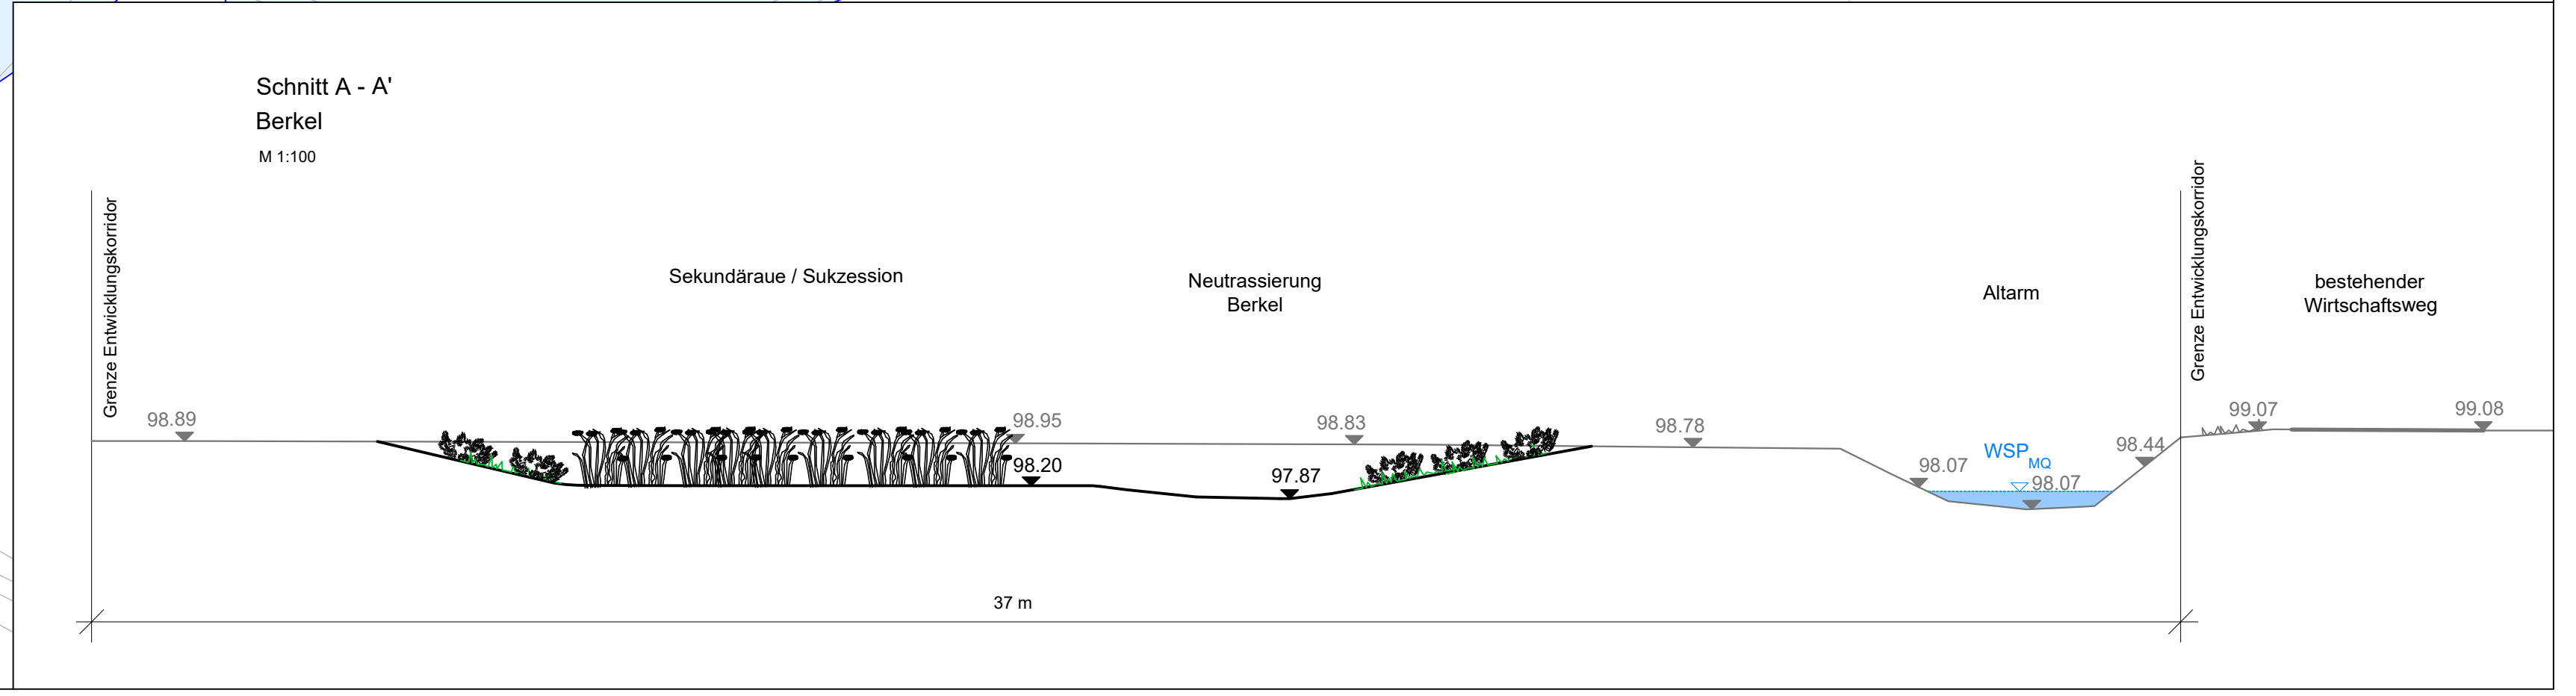 Schnitt A - A'
Berkel
M 1:100
Grenze Entwicklungskorridor
Sekundäraue / Sukzession
Neutrassierung
Berkel
Altarm
Grenze Entwicklungskorridor
bestehender
Wirtschaftsweg
98.89
98.95
98.20
98.83
97.87
98.78
98.07
WSP MQ
98.07
98.44
99.07
99.08
37 m